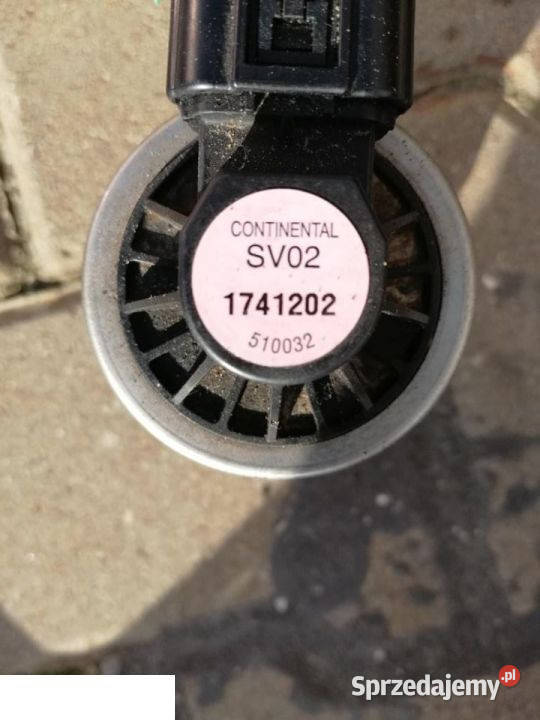 CONTINENTAL
SV02
1741202
510032
Sprzedajemy.pl